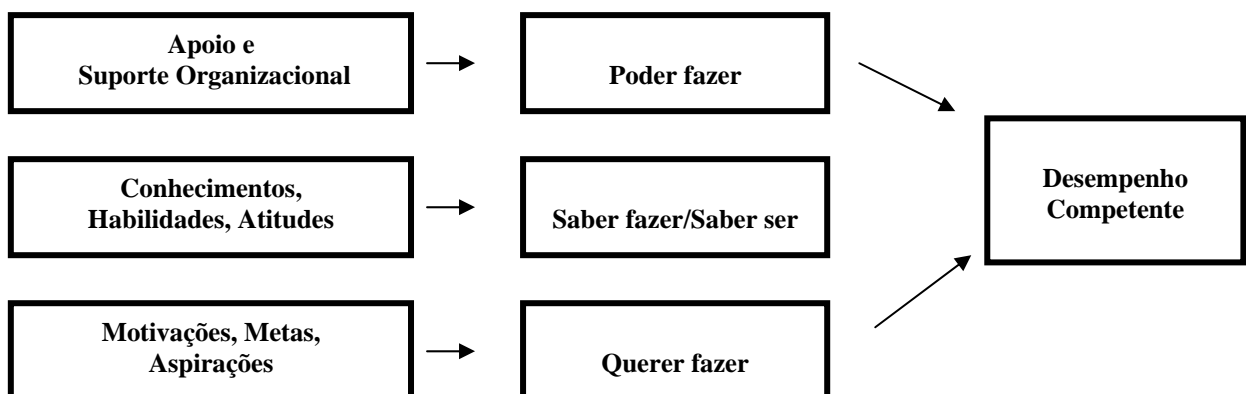 Apoio e
Suporte Organizacional
Poder fazer
Conhecimentos,
Habilidades, Atitudes
Saber fazer/Saber ser
Motivações, Metas,
Aspirações
Querer fazer
Desempenho
Competente